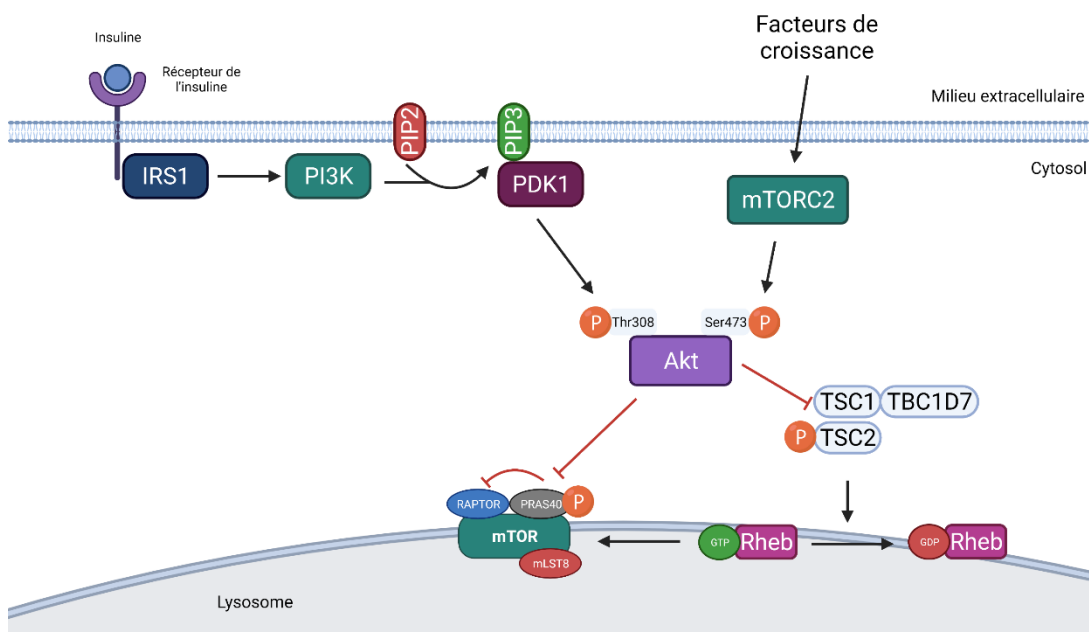 Insuline
Récepteur de
l'insuline
Facteurs de
croissance
Milieu extracellulaire
Cytosol
PIP2
PIP3
IRS1
PI3K
PDK1
mTORC2
P
Thr308
Ser473
P
Akt
TSC1
TBC1D7
P
TSC2
RAPTOR
PRAS40
P
mTOR
mLST8
GTP
Rheb
GDP
Rheb
Lysosome